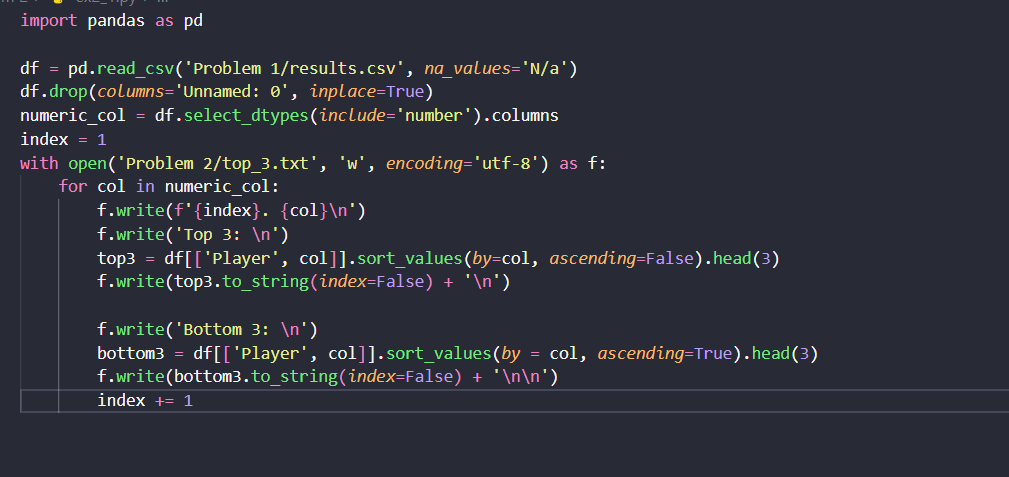 import pandas as pd

df = pd.read_csv('Problem 1/results.csv', na_values='N/a')
df.drop(columns='Unnamed: 0', inplace=True)
numeric_col = df.select_dtypes(include='number').columns
index = 1
with open('Problem 2/top_3.txt', 'w', encoding='utf-8') as f:
    for col in numeric_col:
        f.write(f'{index}. {col}\n')
        f.write('Top 3: \n')
        top3 = df[['Player', col]].sort_values(by=col, ascending=False).head(3)
        f.write(top3.to_string(index=False) + '\n')

        f.write('Bottom 3: \n')
        bottom3 = df[['Player', col]].sort_values(by = col, ascending=True).head(3)
        f.write(bottom3.to_string(index=False) + '\n\n')
        index += 1